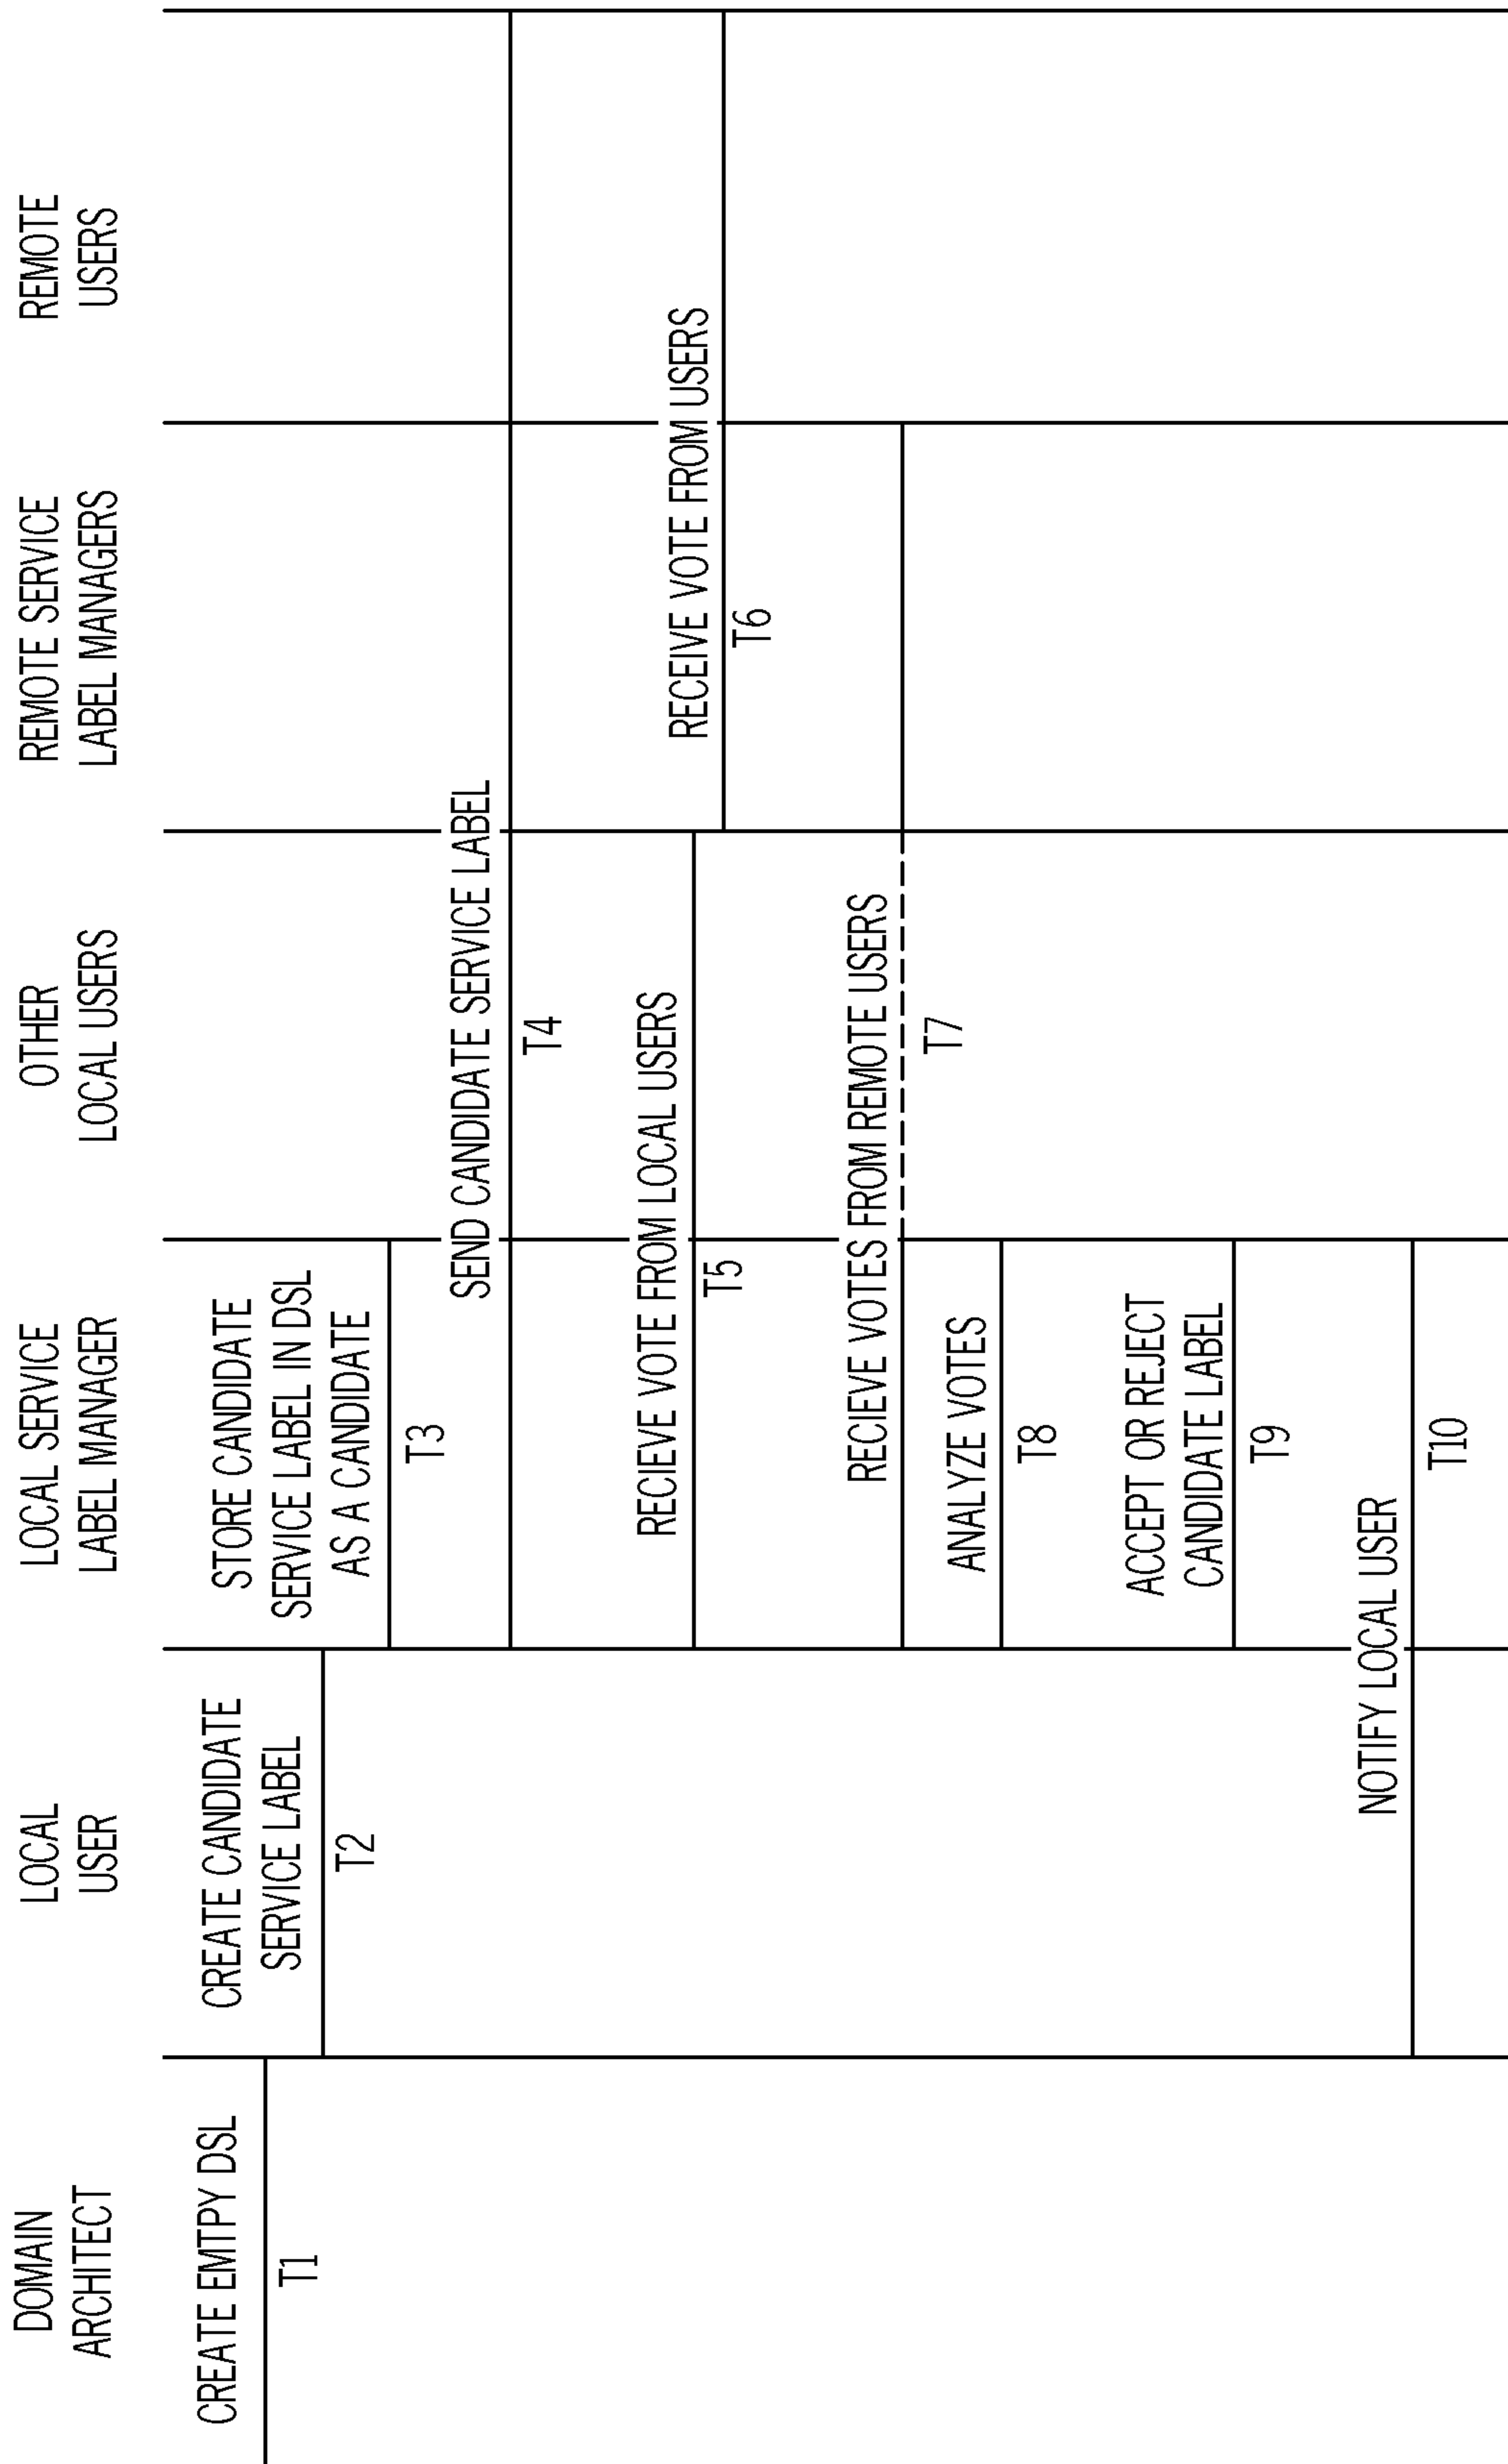 DOMAIN
ARCHITECT
LOCAL
USER
LOCAL SERVICE
LABEL MANAGER
OTHER
LOCAL USERS
REMOTE SERVICE
LABEL MANAGERS
REMOTE
USERS
CREATE EMTPY DSL
T1
CREATE CANDIDATE
SERVICE LABEL
T2
STORE CANDIDATE
SERVICE LABEL IN DSL
AS A CANDIDATE
T3
SEND CANDIDATE SERVICE LABEL
T4
RECIEVE VOTE FROM LOCAL USERS
T5
RECEIVE VOTE FROM USERS
T6
RECIEVE VOTES FROM REMOTE USERS
T7
ANALYZE VOTES
T8
ACCEPT OR REJECT
CANDIDATE LABEL
T9
NOTIFY LOCAL USER
T10